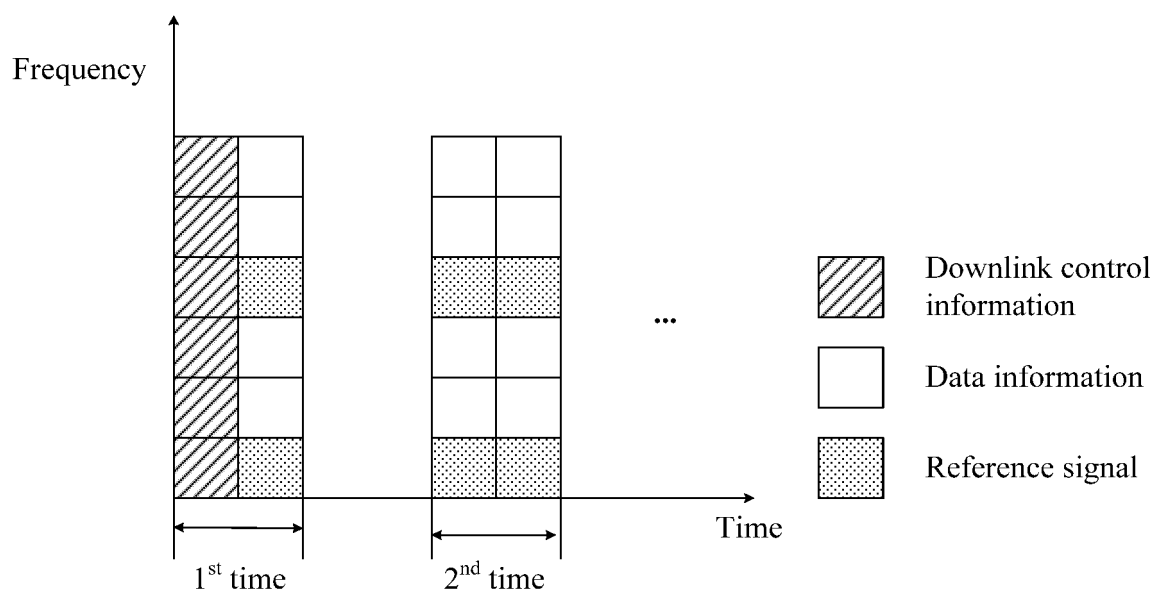 Frequency
Downlink control
information
...
Data information
Reference signal
Time
1st time
2nd time